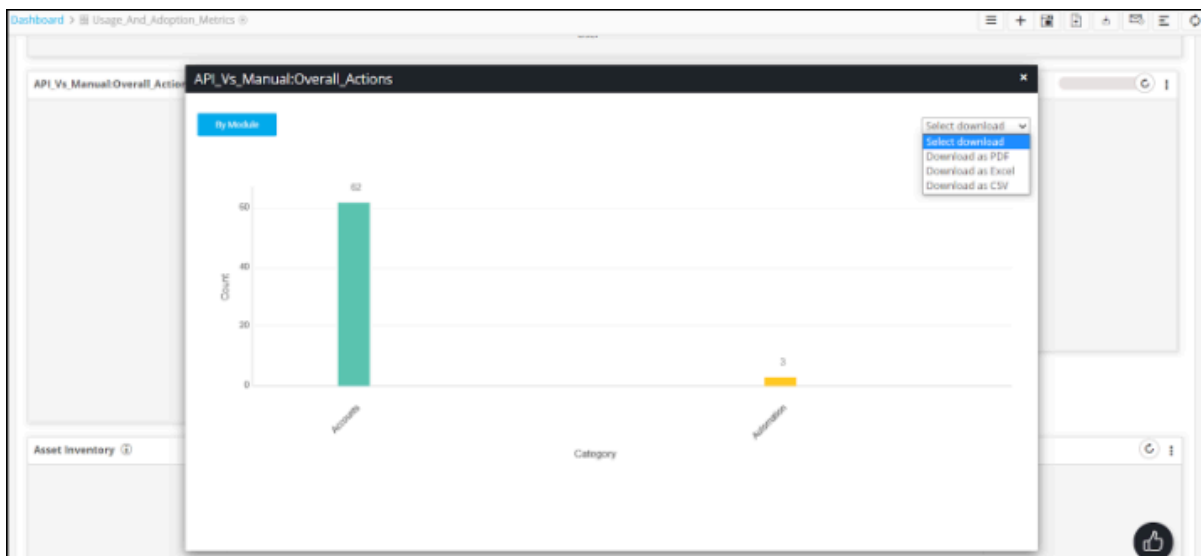 Dashboard > Usage_And_Adoption_Metrics
API_Vs_Manual:Overall_Action
API_Vs_Manual:Overall_Actions
By Module
Select download
Select download
Download as PDF
Download as Excel
Download as CSV
62
60
40
20
0
3
Count
Accounts
Automation
Category
Asset Inventory